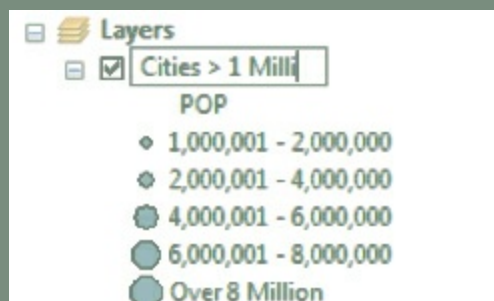 Layers
Cities > 1 Milli
POP
1,000,001 - 2,000,000
2,000,001 - 4,000,000
4,000,001 - 6,000,000
6,000,001 - 8,000,000
Over 8 Million